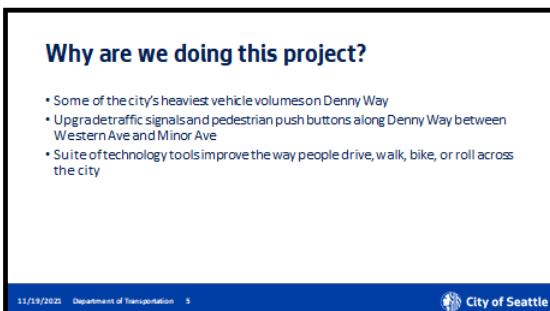 Why are we doing this project?
• Some of the city's heaviest vehicle volumes on Denny Way
• Upgrade traffic signals and pedestrian push buttons along Denny Way between
Western Ave and Minor Ave
• Suite of technology tools improve the way people drive, walk, bike, or roll across
the city
11/19/2021 Department of Transportation 5
City of Seattle